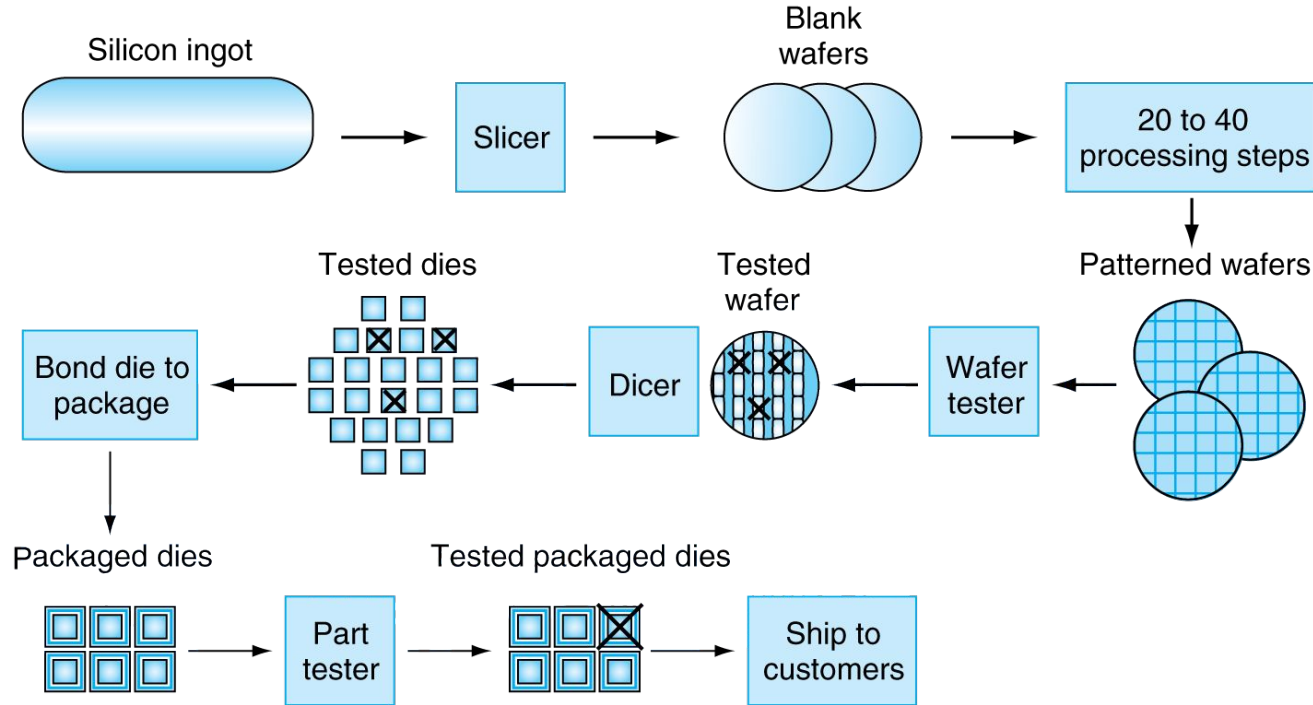 Silicon ingot
Slicer
Blank
wafers
20 to 40
processing steps
Patterned wafers
Wafer
tester
Tested
wafer
Dicer
Tested dies
Bond die to
package
Packaged dies
Part
tester
Tested packaged dies
Ship to
customers